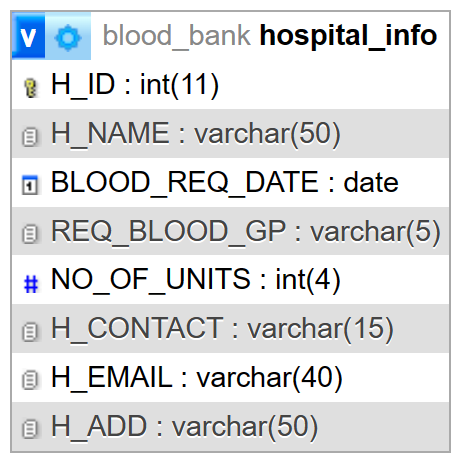 v blood_bank hospital_info
H_ID : int(11)
H_NAME : varchar(50)
1 BLOOD_REQ_DATE : date
REQ_BLOOD_GP : varchar(5)
# NO_OF_UNITS : int(4)
H_CONTACT : varchar(15)
H_EMAIL : varchar(40)
H_ADD : varchar(50)